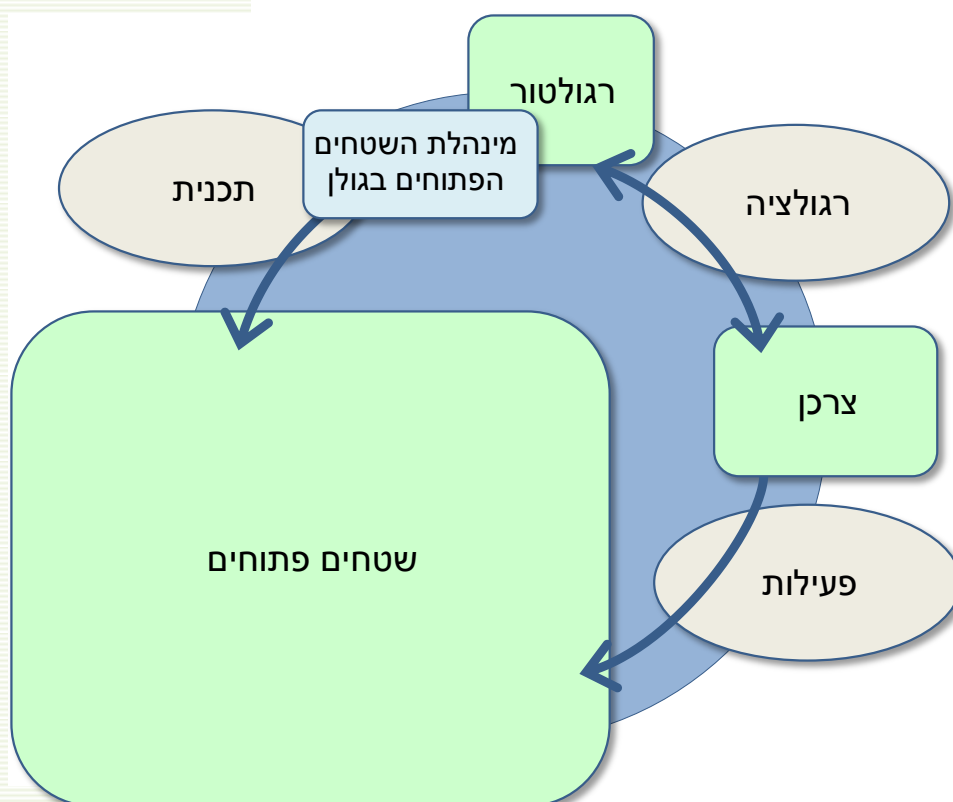 רגולטור
מינהלת השטחים
הפתוחים בגולן
תכנית
רגולציה
צרכן
שטחים פתוחים
פעילות